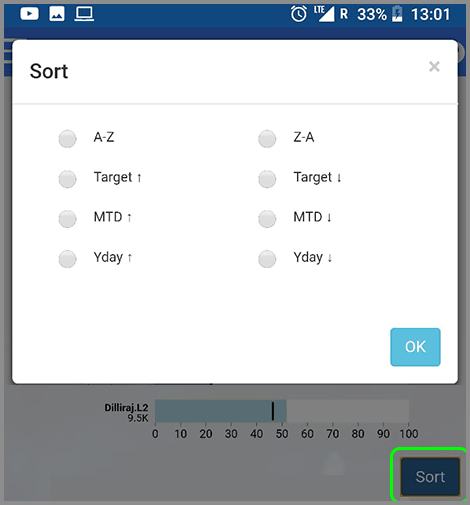 LTE R 33% 13:01
Sort ×
A-Z Z-A
Target ↑ Target ↓
MTD ↑ MTD ↓
Yday ↑ Yday ↓
OK
Dilliraj.L2
9.5K
0 10 20 30 40 50 60 70 80 90 100
Sort